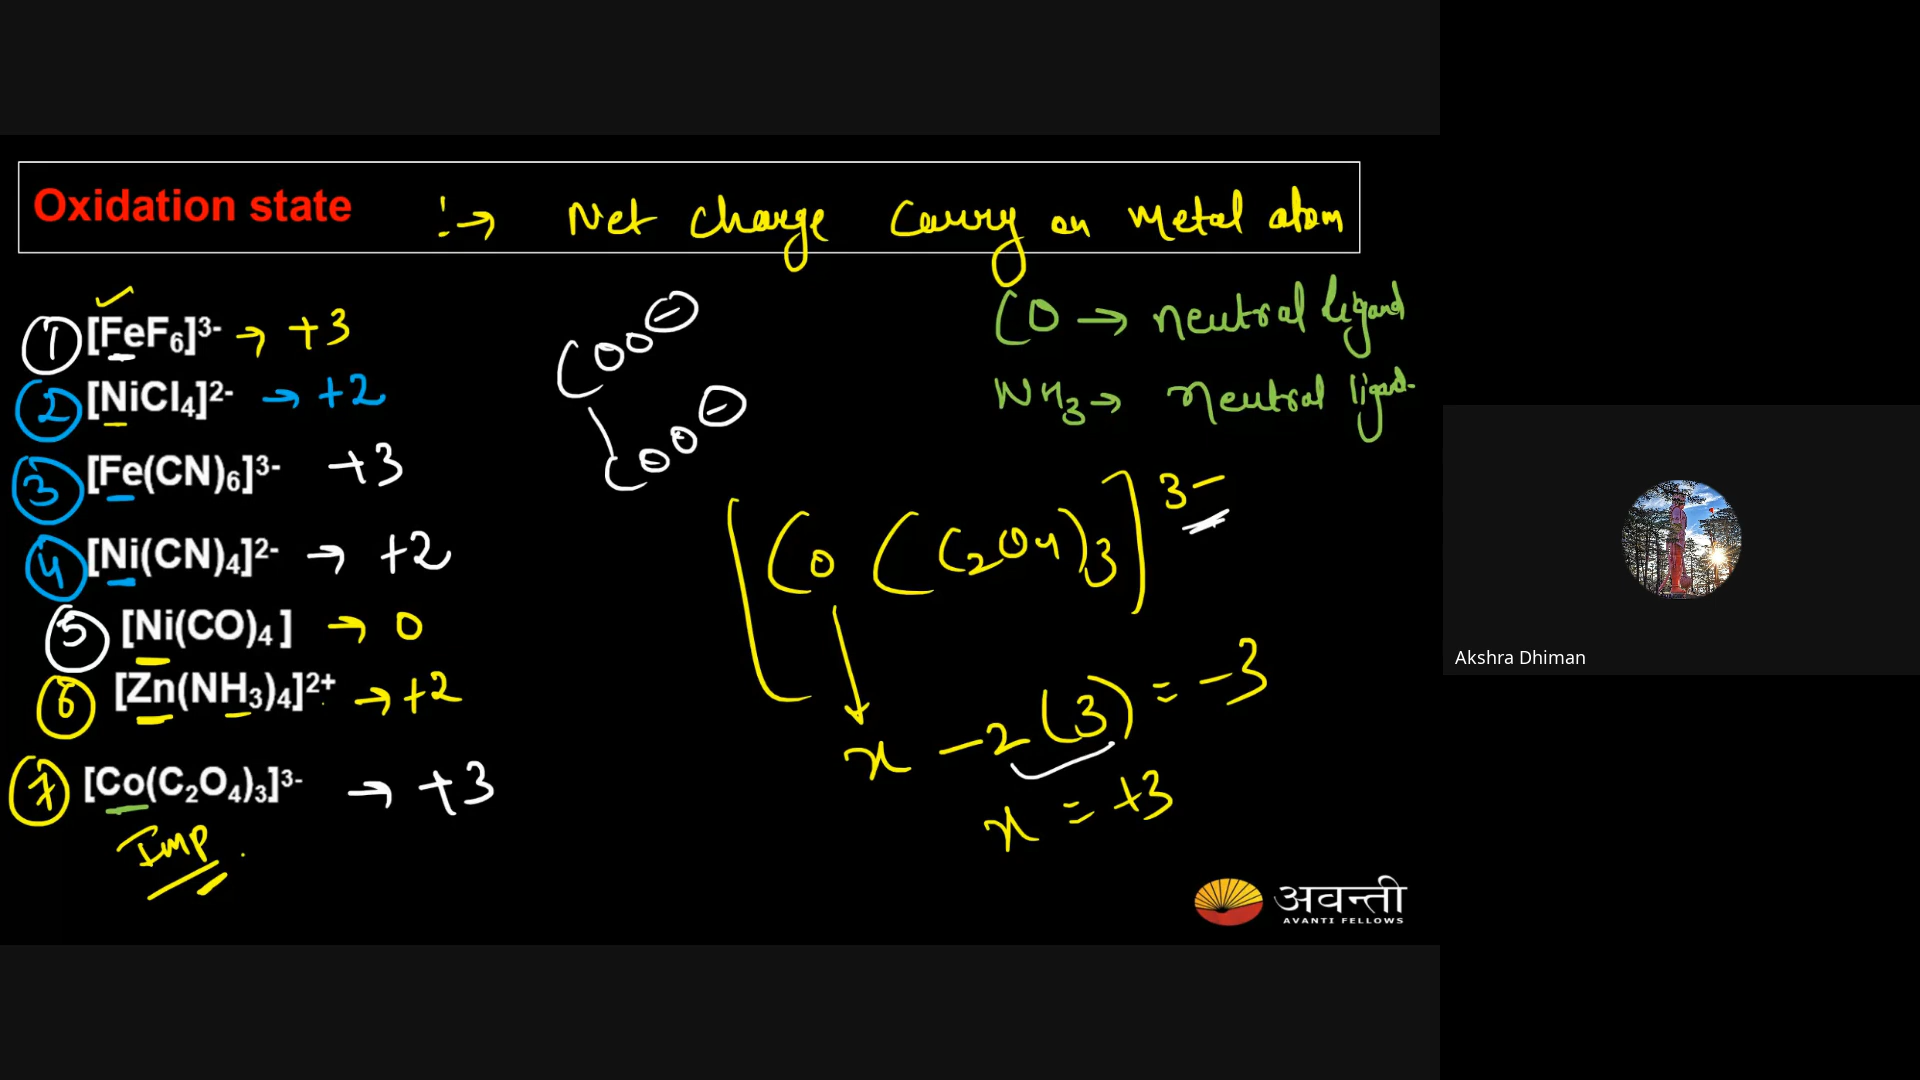 Oxidation state :→ Net charge carry on metal atom
① [FeF₆]³⁻ → +3
② [NiCl₄]²⁻ → +2
③ [Fe(CN)₆]³⁻ +3
④ [Ni(CN)₄]²⁻ → +2
⑤ [Ni(CO)₄] → 0
⑥ [Zn(NH₃)₄]²⁺ → +2
⑦ [Co(C₂O₄)₃]³⁻ → +3
Imp
COO⊖
COO⊖
CO → neutral ligand
NH₃ → neutral ligand
[Co(C₂O₄)₃]³⁻
x −2(3) = −3
x = +3
अवन्ती
AVANTI FELLOWS
Akshra Dhiman